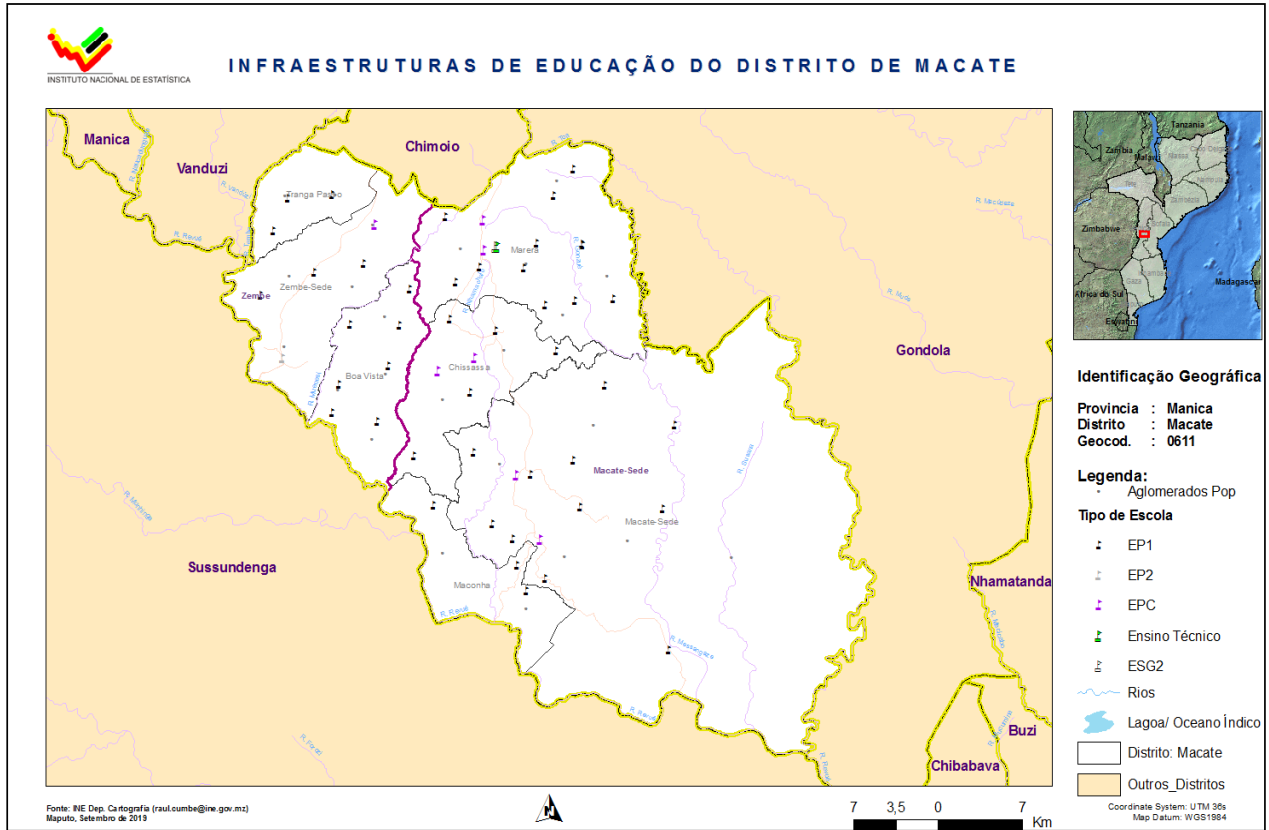 INSTITUTO NACIONAL DE ESTATÍSTICA
INFRAESTRUTURAS DE EDUCAÇÃO DO DISTRITO DE MACATE
Manica
Vanduzi
Chimoio
Zembe-Sede
Zembe
Marera
Boa Vista
Chissassa
Macate-Sede
Macate-Sede
Maconha
R. Revué
R. Revué
R. Revué
Gondola
Sussundenga
Nhamatanda
Buzi
Chibabava
Tanzania
Zambia
Malawi
Zimbabwe
Madagascar
Africa do Sul
Identificação Geográfica
Provincia : Manica
Distrito : Macate
Geocod. : 0611
Legenda:
Aglomerados Pop
Tipo de Escola
EP1
EP2
EPC
Ensino Técnico
ESG2
Rios
Lagoa/ Oceano Índico
Distrito: Macate
Outros_Distritos
Coordinate System: UTM 36s
Map Datum: WGS1984
Fonte: INE Dep. Cartografia (raul.cumbe@ine.gov.mz)
Maputo, Setembro de 2019
N
7 3,5 0 7
Km